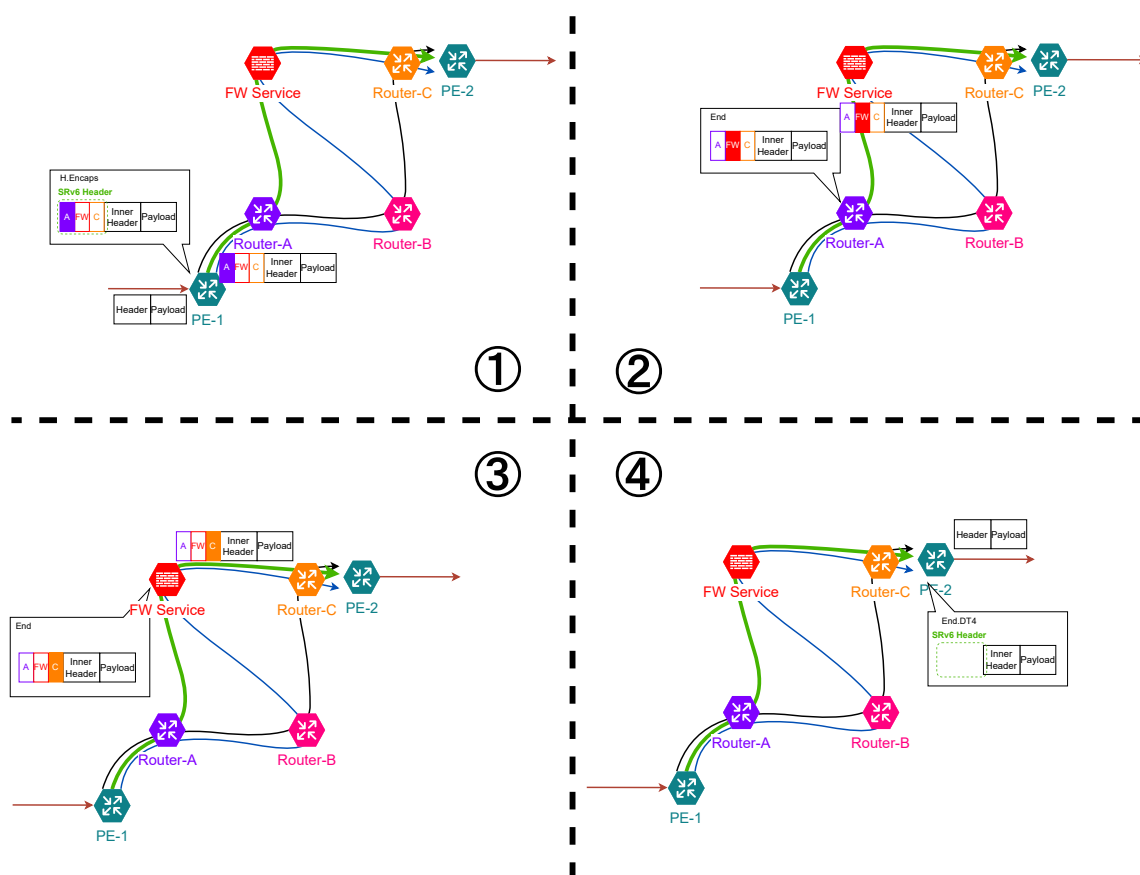 FW Service
Router-C
PE-2
H.Encaps
SRv6 Header
A FW C Inner Header Payload
Router-A
Router-B
A FW C Inner Header Payload
Header Payload
PE-1
①
FW Service
Router-C
PE-2
End
A FW C Inner Header Payload
A FW C Inner Header Payload
Router-A
Router-B
PE-1
②
③
A FW C Inner Header Payload
FW Service
Router-C
PE-2
End
A FW C Inner Header Payload
Router-A
Router-B
PE-1
④
Header Payload
FW Service
Router-C
PE-2
End.DT4
SRv6 Header
Inner Header Payload
Router-A
Router-B
PE-1